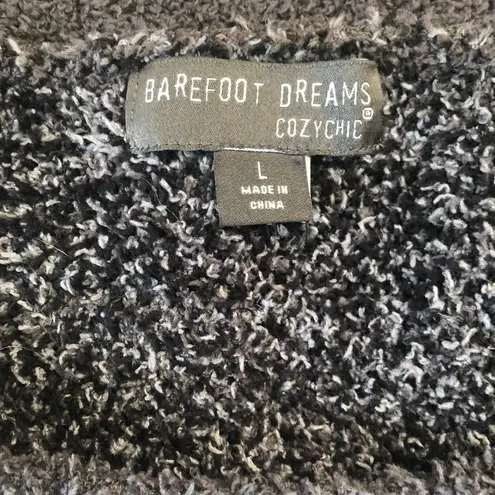 BAREFOOT DREAMS
COZYCHIC®
L
MADE IN
CHINA